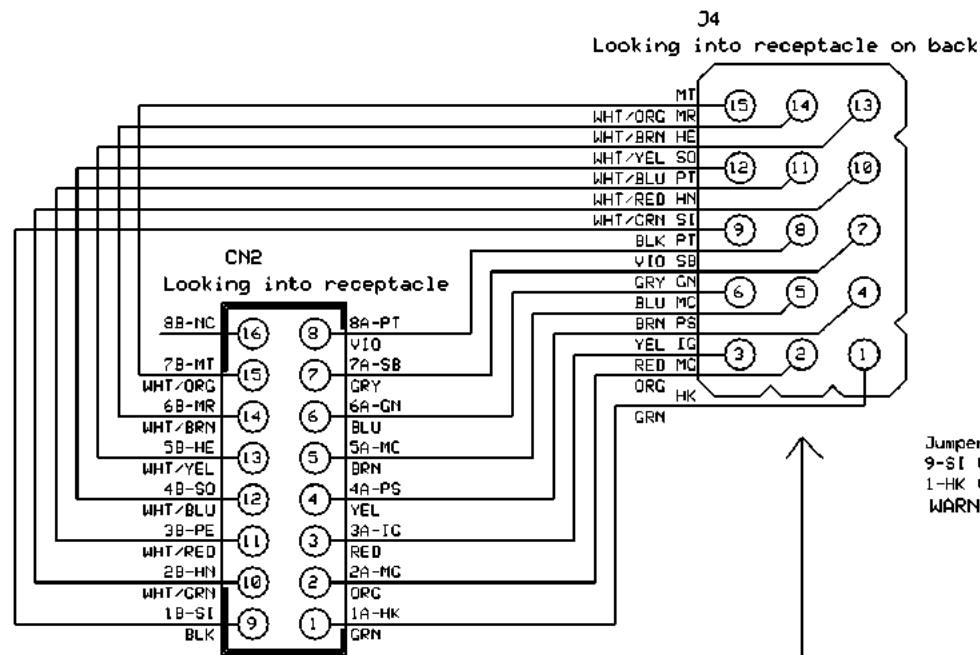 J4
Looking into receptacle on back
MT
WHT/ORG MR
WHT/BRN HE
WHT/YEL SO
WHT/BLU PT
WHT/RED HN
WHT/GRN SI
BLK PT
VIO SB
GRY GN
BLU MC
BRN PS
YEL IG
RED MG
ORG HK
GRN
15 14 13
12 11 10
9 8 7
6 5 4
3 2 1
CN2
Looking into receptacle
8B-NC 16 8 8A-PT
VIO
7B-MT 15 7 7A-SB
WHT/ORG GRY
6B-MR 14 6 6A-GN
WHT/BRN BLU
5B-HE 13 5 5A-MC
WHT/YEL BRN
4B-SO 12 4 4A-PS
WHT/BLU YEL
3B-PE 11 3 3A-IG
WHT/RED RED
2B-HN 10 2 2A-MG
WHT/GRN ORG
1B-SI 9 1 1A-HK
BLK GRN
Jumper
9-SI
1-HK
WARN